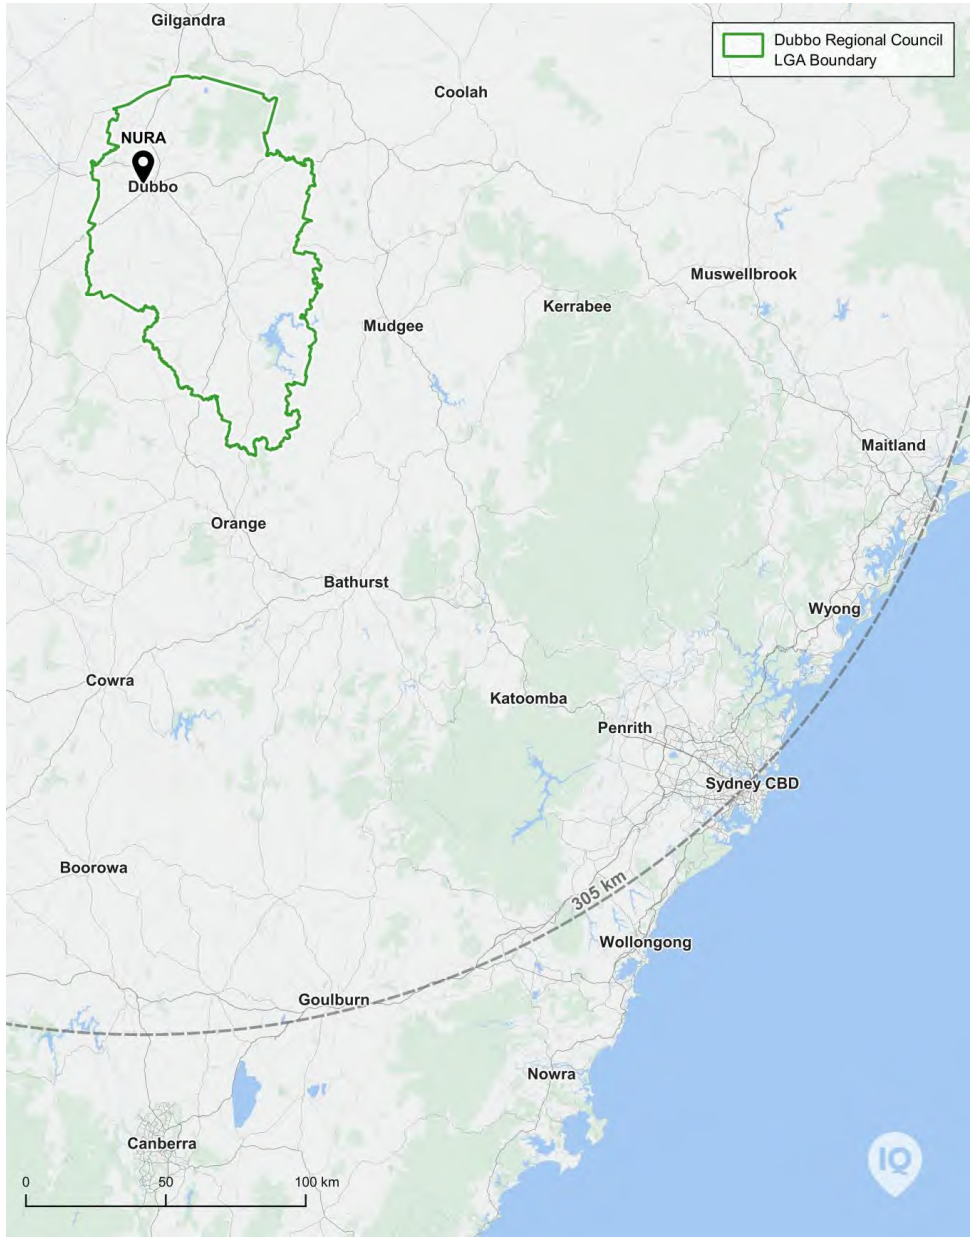 Gilgandra
Dubbo Regional Council
LGA Boundary
Coolah
NURA
Dubbo
Muswellbrook
Kerrabee
Mudgee
Maitland
Orange
Bathurst
Wyong
Cowra
Katoomba
Penrith
Sydney CBD
Boorowa
305 km
Wollongong
Goulburn
Nowra
Canberra
0 50 100 km
IQ